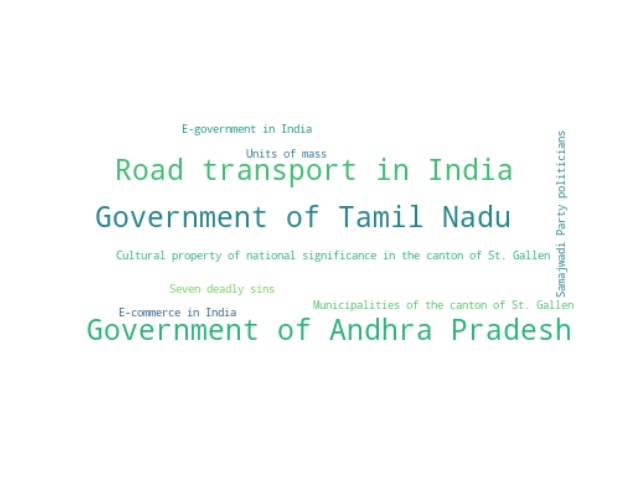 E-government in India
Units of mass
Road transport in India
Samajwadi Party politicians
Government of Tamil Nadu
Cultural property of national significance in the canton of St. Gallen
Seven deadly sins
Municipalities of the canton of St. Gallen
E-commerce in India
Government of Andhra Pradesh